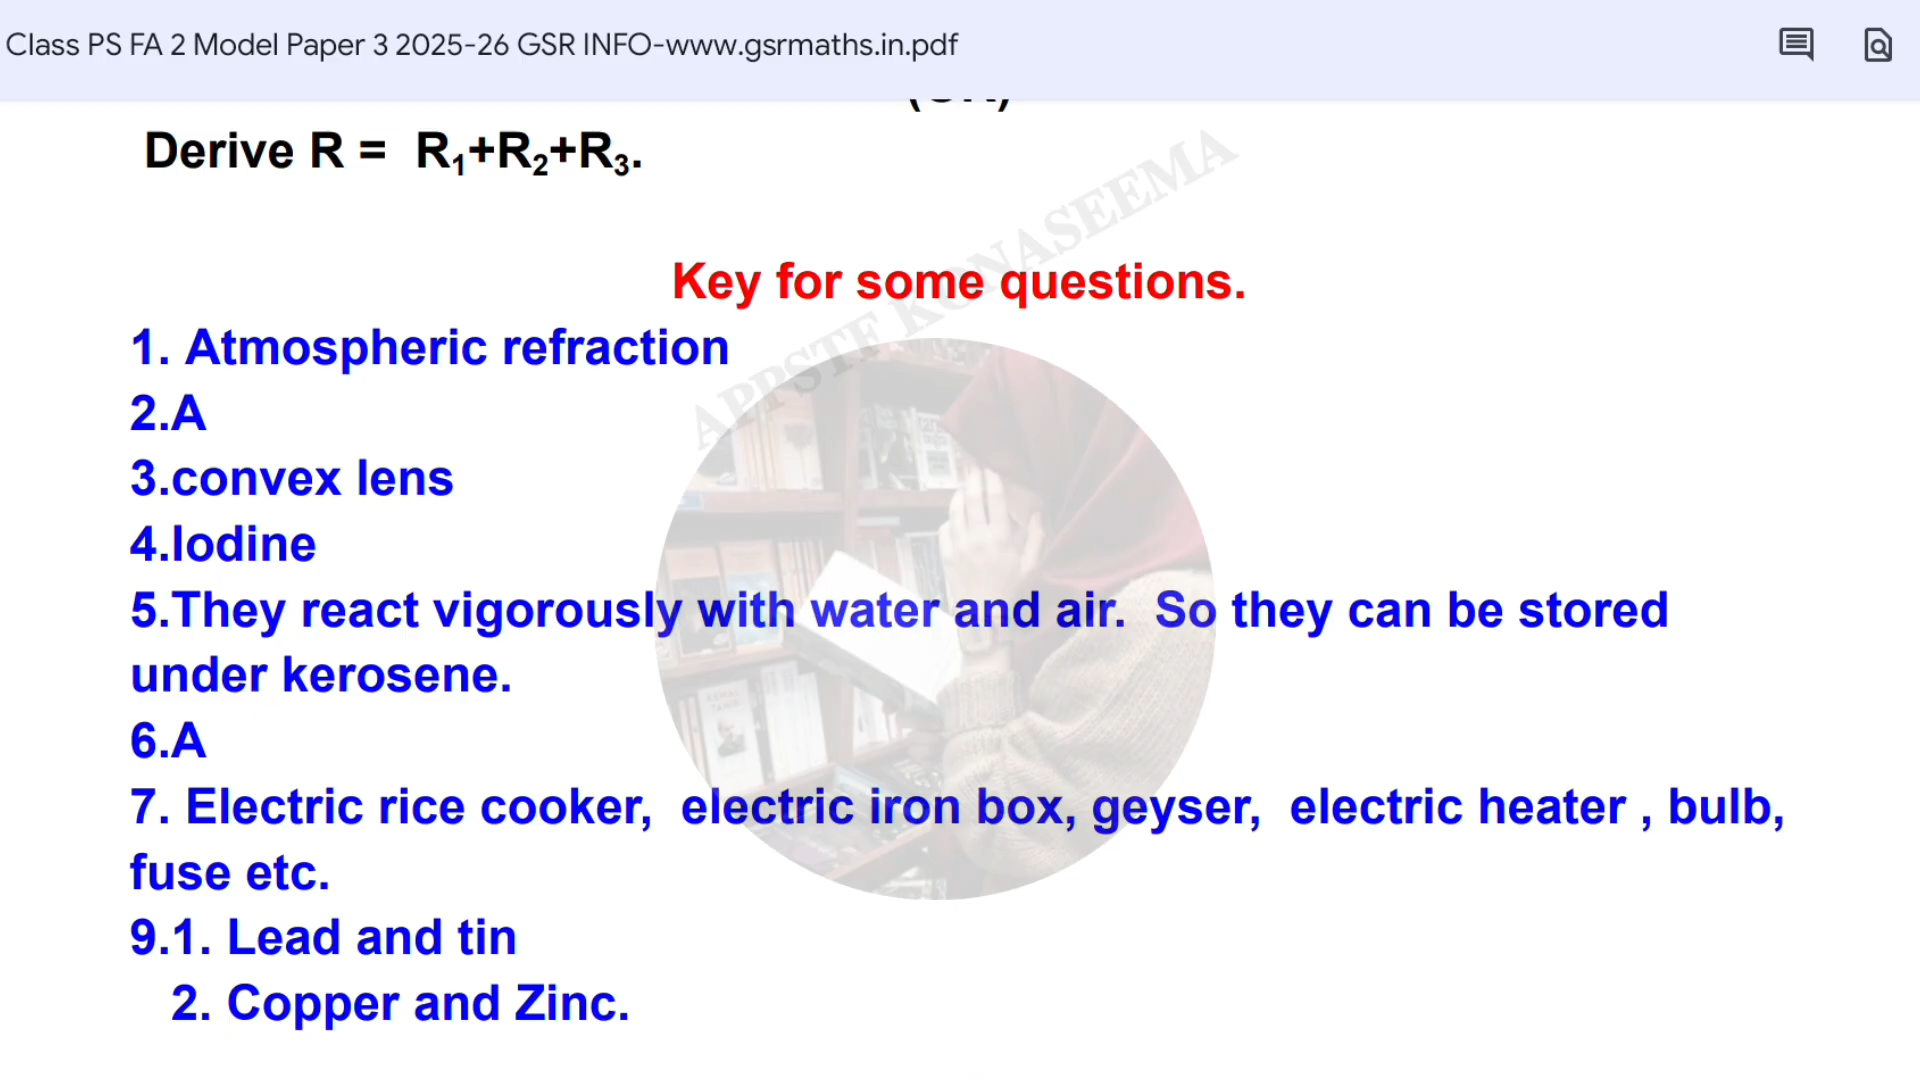 Class PS FA 2 Model Paper 3 2025-26 GSR INFO-www.gsrmaths.in.pdf
(OR)
Derive R = R₁+R₂+R₃.
APPSTF KONASEEMA
Key for some questions.
1. Atmospheric refraction
2.A
3.convex lens
4.Iodine
5.They react vigorously with water and air. So they can be stored
under kerosene.
6.A
7. Electric rice cooker, electric iron box, geyser, electric heater , bulb,
fuse etc.
9.1. Lead and tin
2. Copper and Zinc.